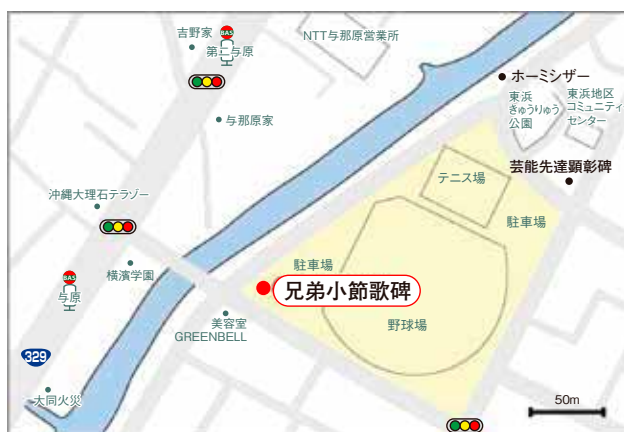 吉野家
BAS
第二与原
NTT与那原営業所
ホーミシザー
東浜
きゅうりゅう
公園
東浜地区
コミュニティ
センター
与那原家
芸能先達顕彰碑
テニス場
駐車場
沖縄大理石テラゾー
横濱学園
駐車場
BAS
与原
兄弟小節歌碑
美容室
GREENBELL
野球場
329
大同火災
50m